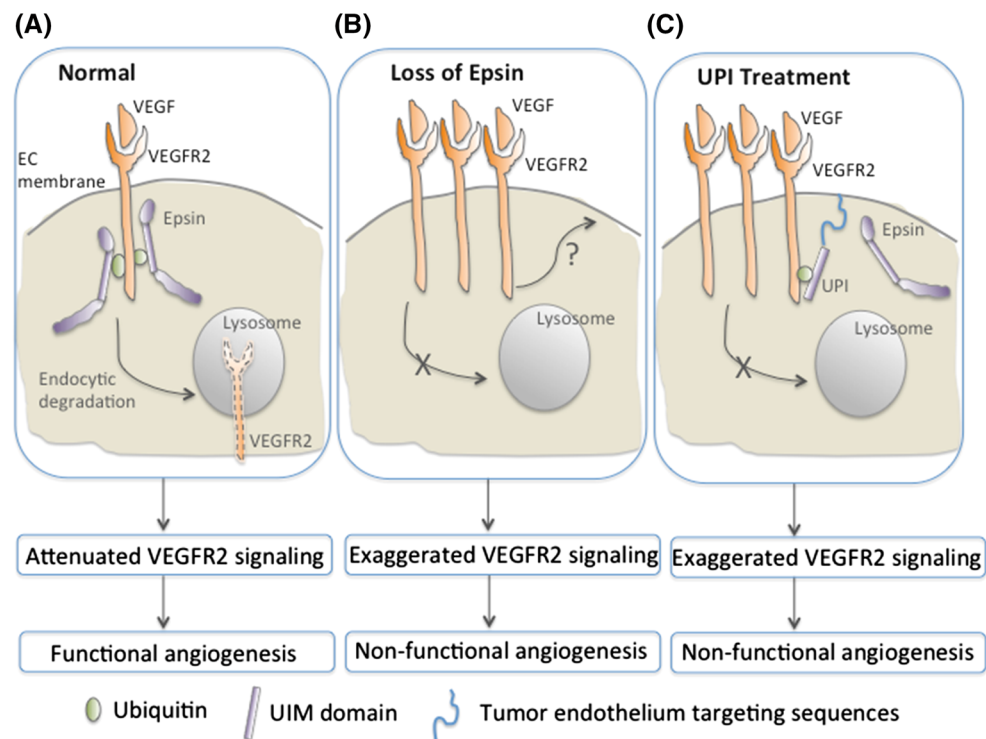 (A)
Normal
VEGF
VEGFR2
EC
membrane
Epsin
Lysosome
Endocytic
degradation
VEGFR2
Attenuated VEGFR2 signaling
Functional angiogenesis
(B)
Loss of Epsin
VEGF
VEGFR2
?
Lysosome
X
Exaggerated VEGFR2 signaling
Non-functional angiogenesis
(C)
UPI Treatment
VEGF
VEGFR2
Epsin
UPI
Lysosome
X
Exaggerated VEGFR2 signaling
Non-functional angiogenesis
Ubiquitin
UIM domain
Tumor endothelium targeting sequences